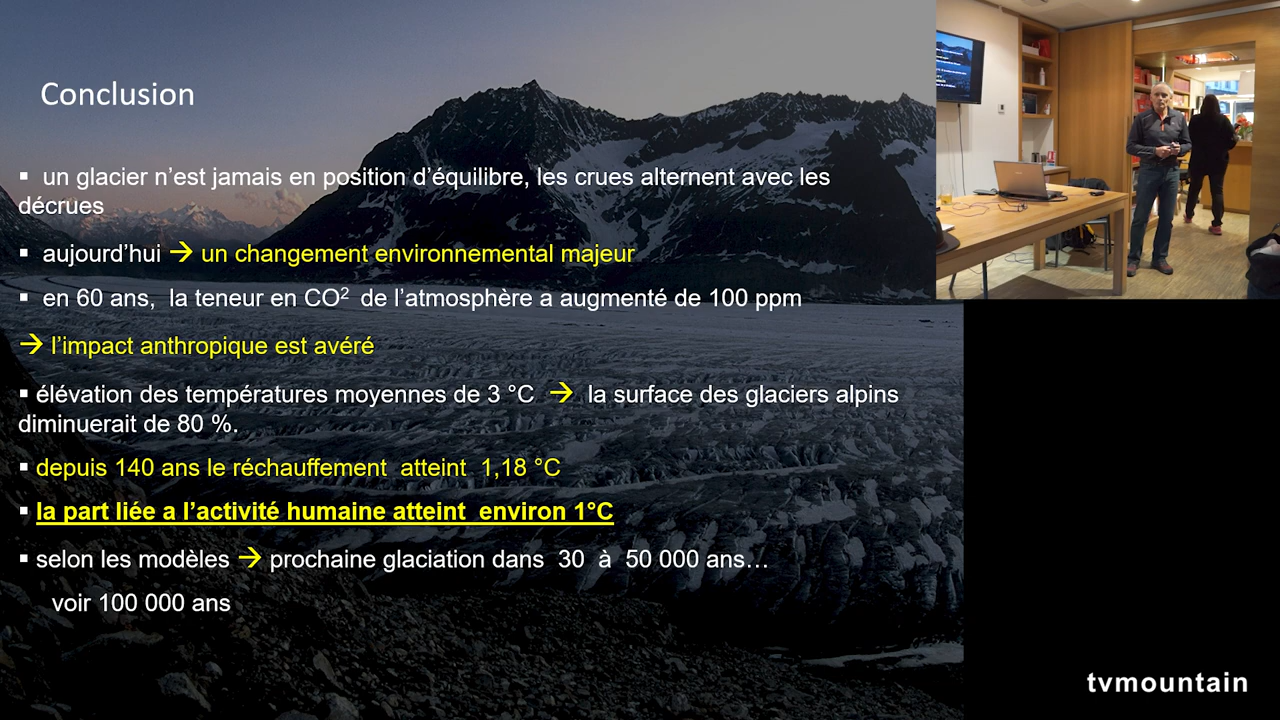 Conclusion
▪ un glacier n’est jamais en position d’équilibre, les crues alternent avec les
décrues
▪ aujourd’hui → un changement environnemental majeur
▪ en 60 ans, la teneur en CO² de l’atmosphère a augmenté de 100 ppm
→ l’impact anthropique est avéré
▪ élévation des températures moyennes de 3 °C → la surface des glaciers alpins
diminuerait de 80 %.
▪ depuis 140 ans le réchauffement atteint 1,18 °C
▪ la part liée a l’activité humaine atteint environ 1°C
▪ selon les modèles → prochaine glaciation dans 30 à 50 000 ans…
voir 100 000 ans
tvmountain